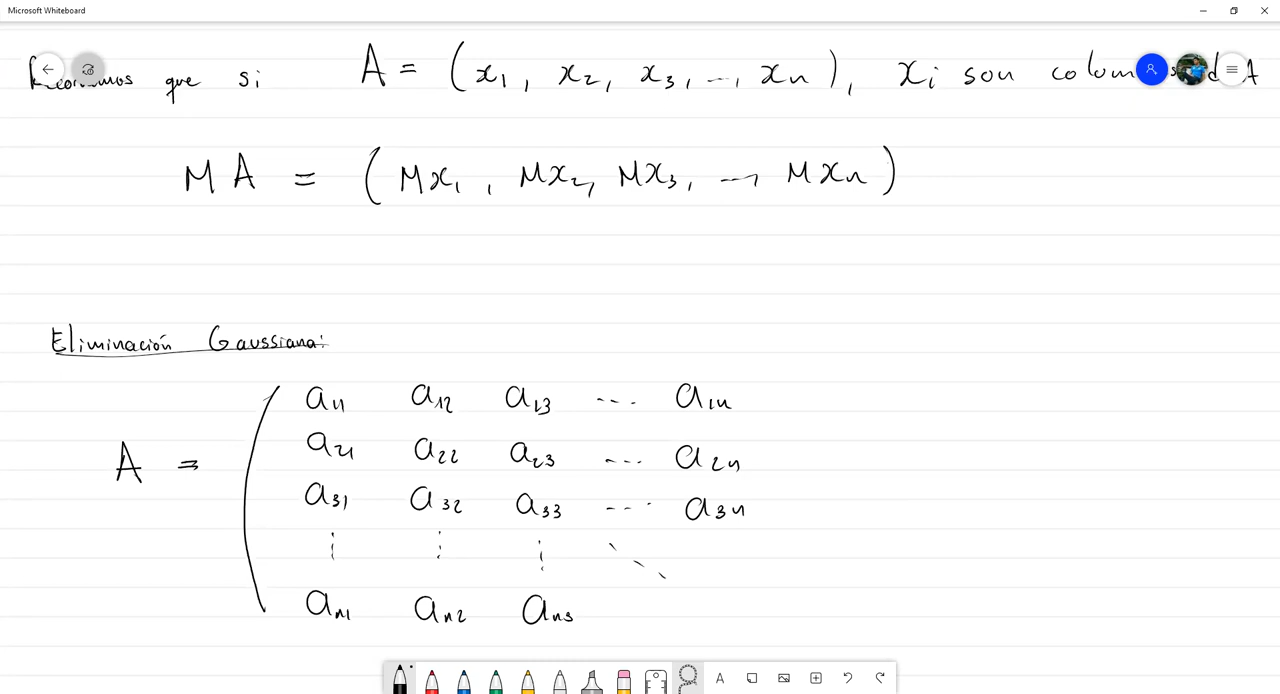 Microsoft Whiteboard
que si A = ( x1 , x2 , x3 , ... , xn ) , xi son A
M A = ( Mx1 , Mx2 , Mx3 , ... , Mxn )
Eliminación Gaussiana:
a11 a12 a13 ... a1n
a21 a22 a23 ... a2n
A = ( a31 a32 a33 ... a3n
⋮ ⋮ ⋮ ⋱
an1 an2 an3
A